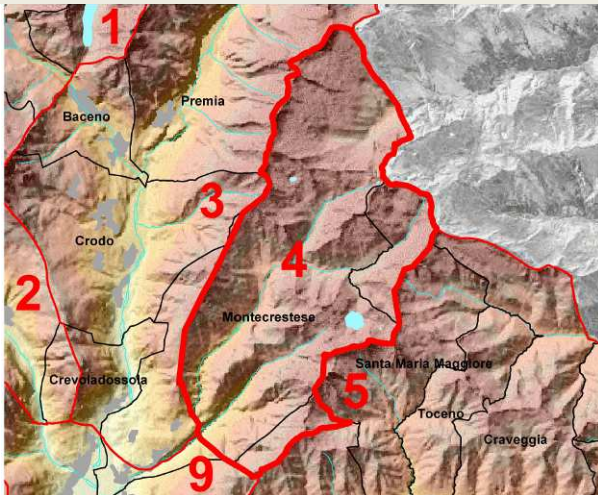 1
Premia
Baceno
3
Crodo
4
2
Montecrestese
Santa Maria Maggiore
Crevoladossola
5
Toceno
Craveggia
9